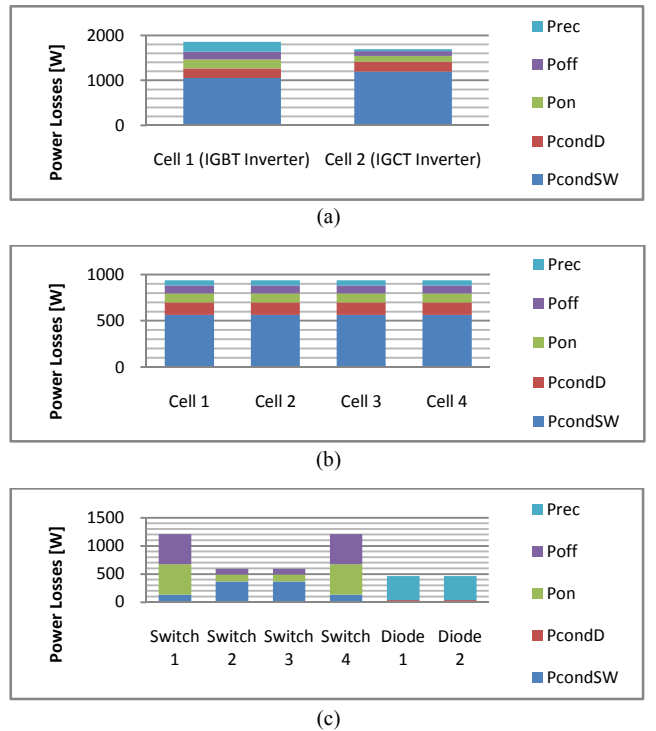 Power Losses [W]
2000
1000
0
Cell 1 (IGBT Inverter)
Cell 2 (IGCT Inverter)
Prec
Poff
Pon
PcondD
PcondSW
(a)
Power Losses [W]
1000
500
0
Cell 1
Cell 2
Cell 3
Cell 4
Prec
Poff
Pon
PcondD
PcondSW
(b)
Power Losses [W]
1500
1000
500
0
Switch
1
Switch
2
Switch
3
Switch
4
Diode
1
Diode
2
Prec
Poff
Pon
PcondD
PcondSW
(c)